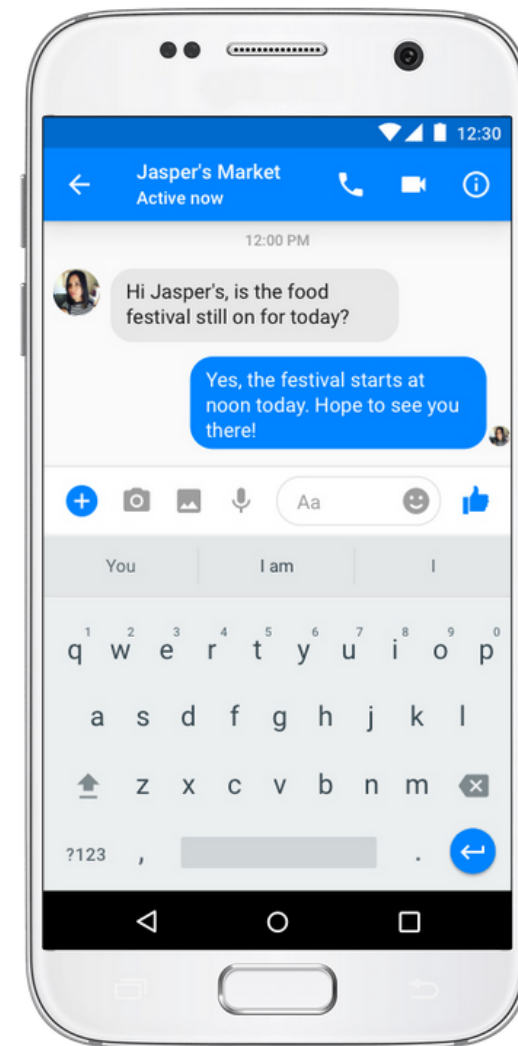 12:30
Jasper's Market
Active now
12:00 PM
Hi Jasper's, is the food
festival still on for today?
Yes, the festival starts at
noon today. Hope to see you
there!
Aa
You I am I
1 2 3 4 5 6 7 8 9 0
q w e r t y u i o p
a s d f g h j k l
z x c v b n m
?123 , .